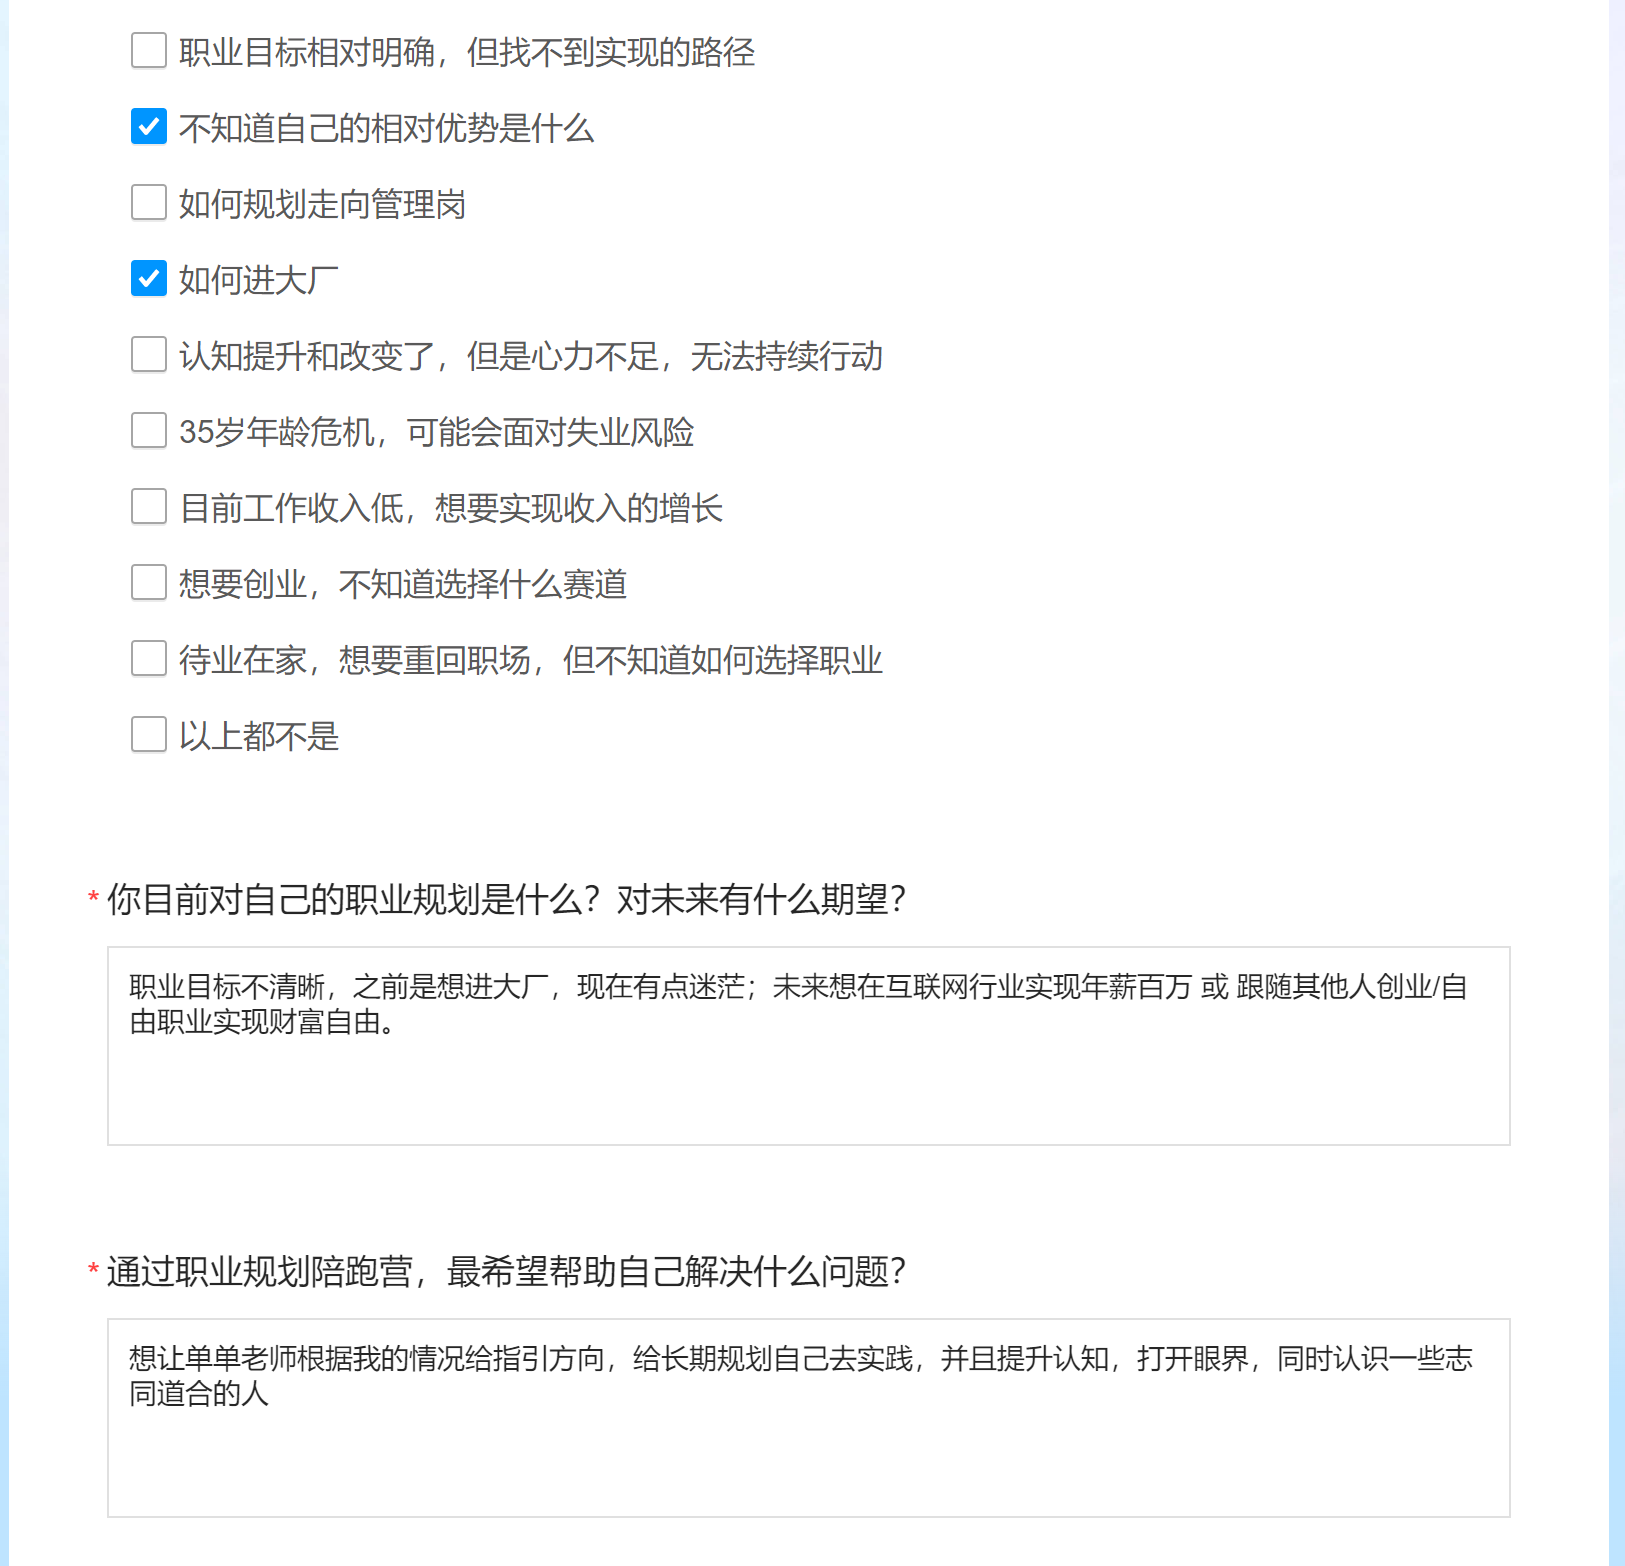 职业目标相对明确，但找不到实现的路径
不知道自己的相对优势是什么
如何规划走向管理岗
如何进大厂
认知提升和改变了，但是心力不足，无法持续行动
35岁年龄危机，可能会面对失业风险
目前工作收入低，想要实现收入的增长
想要创业，不知道选择什么赛道
待业在家，想要重回职场，但不知道如何选择职业
以上都不是
* 你目前对自己的职业规划是什么？对未来有什么期望？
职业目标不清晰，之前是想进大厂，现在有点迷茫；未来想在互联网行业实现年薪百万 或 跟随其他人创业/自
由职业实现财富自由。
* 通过职业规划陪跑营，最希望帮助自己解决什么问题？
想让单单老师根据我的情况给指引方向，给长期规划自己去实践，并且提升认知，打开眼界，同时认识一些志
同道合的人